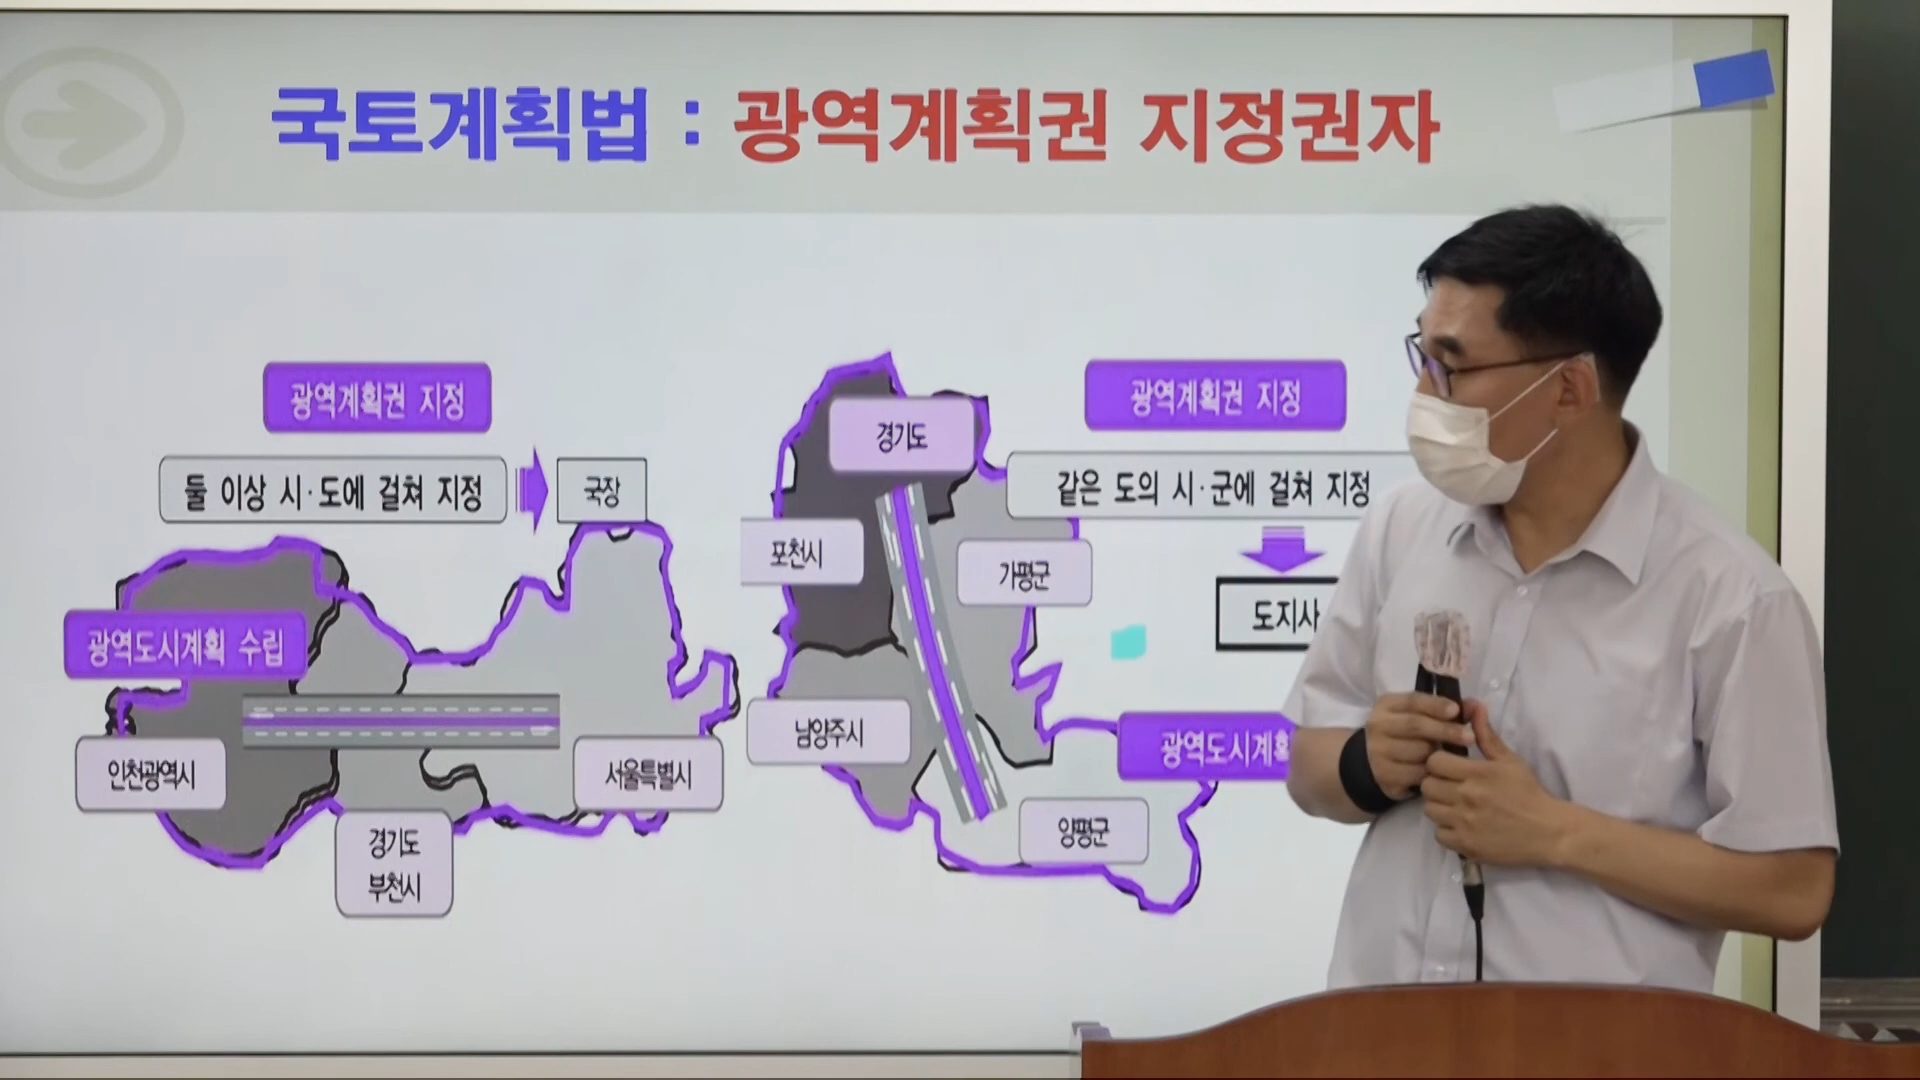 국토계획법 : 광역계획권 지정권자
광역계획권 지정
둘 이상 시·도에 걸쳐 지정
국장
광역도시계획 수립
인천광역시
경기도
부천시
서울특별시
광역계획권 지정
같은 도의 시·군에 걸쳐 지정
도지사
경기도
포천시
가평군
남양주시
광역도시계획
양평군